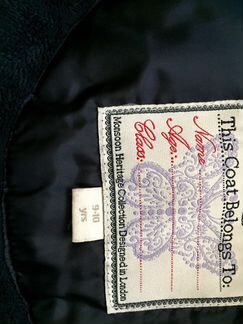 This Coat Belongs To:
Name:
Age:
Class:
Monsoon Heritage Collection Designed in London
9-10
yrs